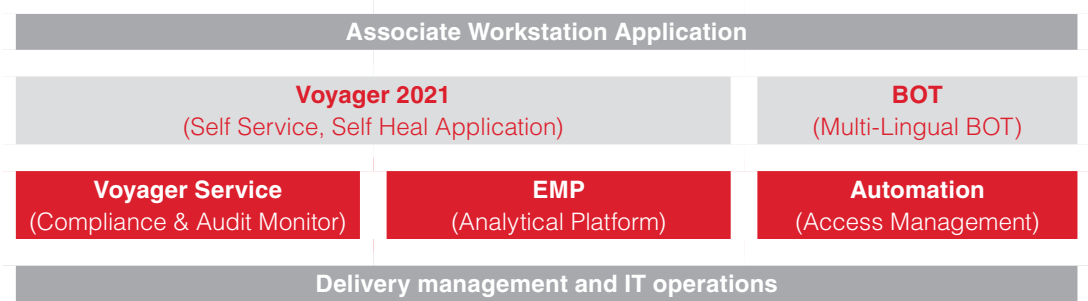 Associate Workstation Application
Voyager 2021
(Self Service, Self Heal Application)
BOT
(Multi-Lingual BOT)
Voyager Service
(Compliance & Audit Monitor)
EMP
(Analytical Platform)
Automation
(Access Management)
Delivery management and IT operations